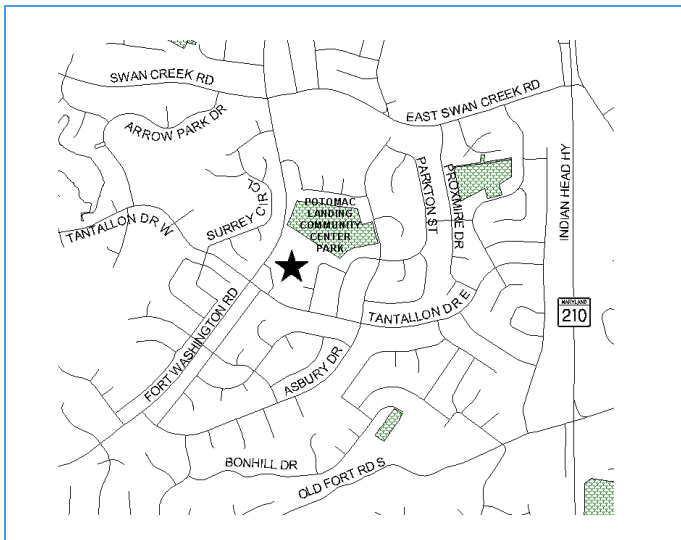 SWAN CREEK RD
EAST SWAN CREEK RD
ARROW PARK DR
INDIAN HEAD HY
PARKTON ST
PROXMIRE DR
SURREY CIR CL
POTOMAC
LANDING
COMMUNITY
CENTER
PARK
TANTALLON DR W
MARYLAND
210
TANTALLON DR E
FORT WASHINGTON RD
ASBURY DR
BONHILL DR
OLD FORT RD S